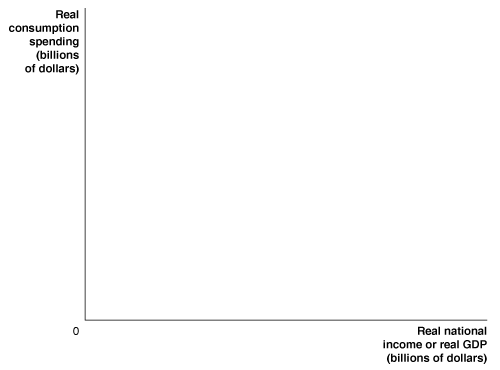 Real
consumption
spending
(billions
of dollars)
0
Real national
income or real GDP
(billions of dollars)